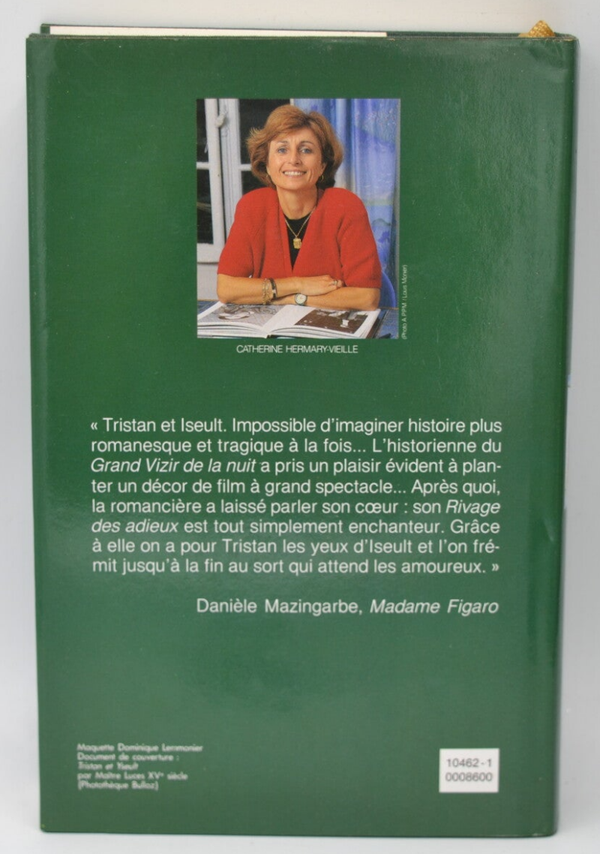 (Photo A.P.P.M. / Louis Monier)
CATHERINE HERMARY-VIEILLE
« Tristan et Iseult. Impossible d'imaginer histoire plus
romanesque et tragique à la fois... L'historienne du
Grand Vizir de la nuit a pris un plaisir évident à plan-
ter un décor de film à grand spectacle... Après quoi,
la romancière a laissé parler son cœur : son Rivage
des adieux est tout simplement enchanteur. Grâce
à elle on a pour Tristan les yeux d'Iseult et l'on fré-
mit jusqu'à la fin au sort qui attend les amoureux. »
Danièle Mazingarbe, Madame Figaro
Maquette Dominique Lemmonier
Document de couverture :
Tristan et Yseult
par Maître Luces XVe siècle
(Photothèque Bulloz)
10462-1
0008600